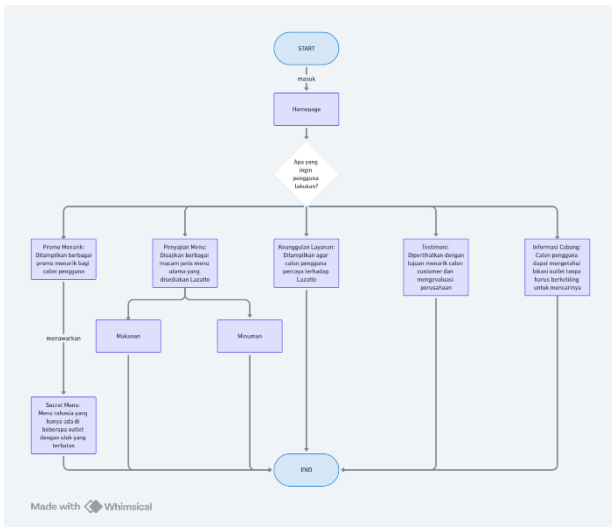 START
masuk
Homepage
Apa yang
ingin
pengguna
lakukan?
Promo Menarik:
Ditampilkan berbagai
promo menarik bagi
calon pengguna
Penyajian Menu:
Disajikan berbagai
macam jenis menu
utama yang
disediakan Lazatto
Keunggulan Layanan:
Ditampilkan agar
calon pengguna
percaya terhadap
Lazatto
Testimoni:
Diperlihatkan dengan
tujuan menarik calon
customer dan
mengevaluasi
perusahaan
Informasi Cabang:
Calon pengguna
dapat mengetahui
lokasi outlet tanpa
harus berkeliling
untuk mencarinya
menawarkan
Makanan
Minuman
Secret Menu:
Menu rahasia yang
hanya ada di
beberapa outlet
dengan stok yang
terbatas
END
Made with Whimsical